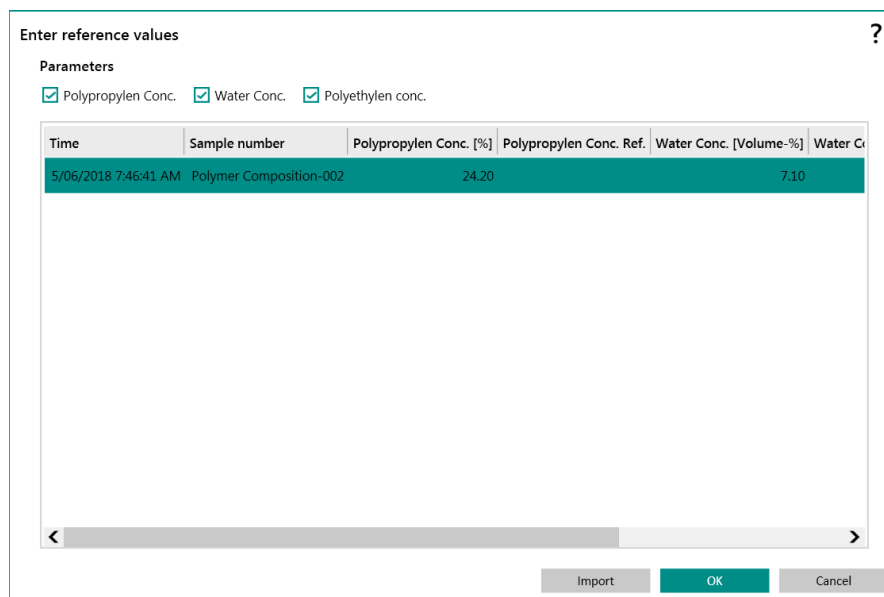 Enter reference values ?
Parameters
Polypropylen Conc. Water Conc. Polyethylen conc.
Time Sample number Polypropylen Conc. [%] Polypropylen Conc. Ref. Water Conc. [Volume-%] Water
5/06/2018 7:46:41 AM Polymer Composition-002 24.20 7.10
Import OK Cancel